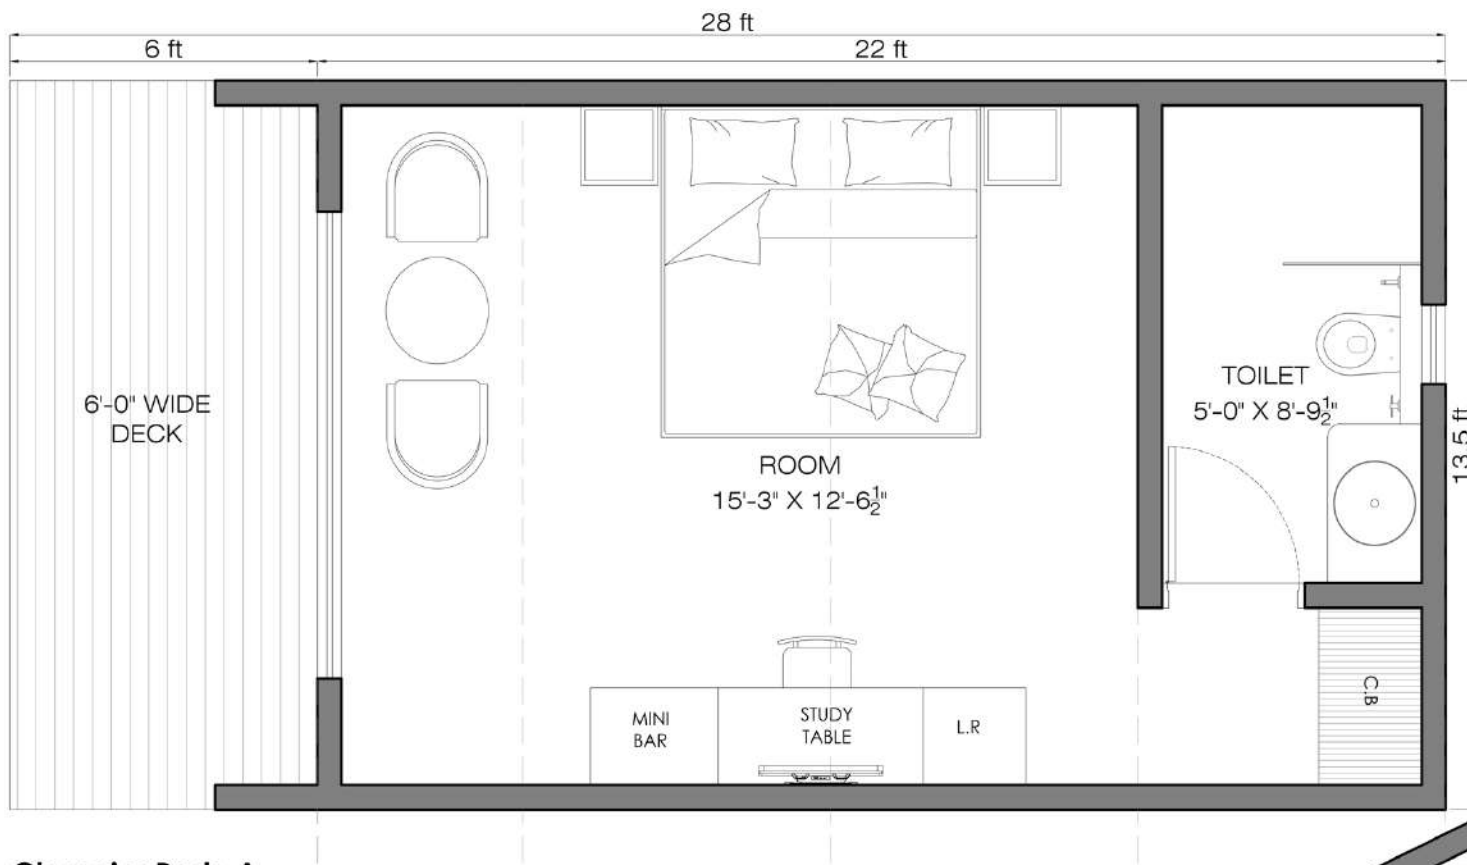 28 ft
6 ft
22 ft
6'-0" WIDE
DECK
TOILET
5'-0" X 8'-9½"
13.5 ft
ROOM
15'-3" X 12'-6½"
MINI
BAR
STUDY
TABLE
L.R
C.B